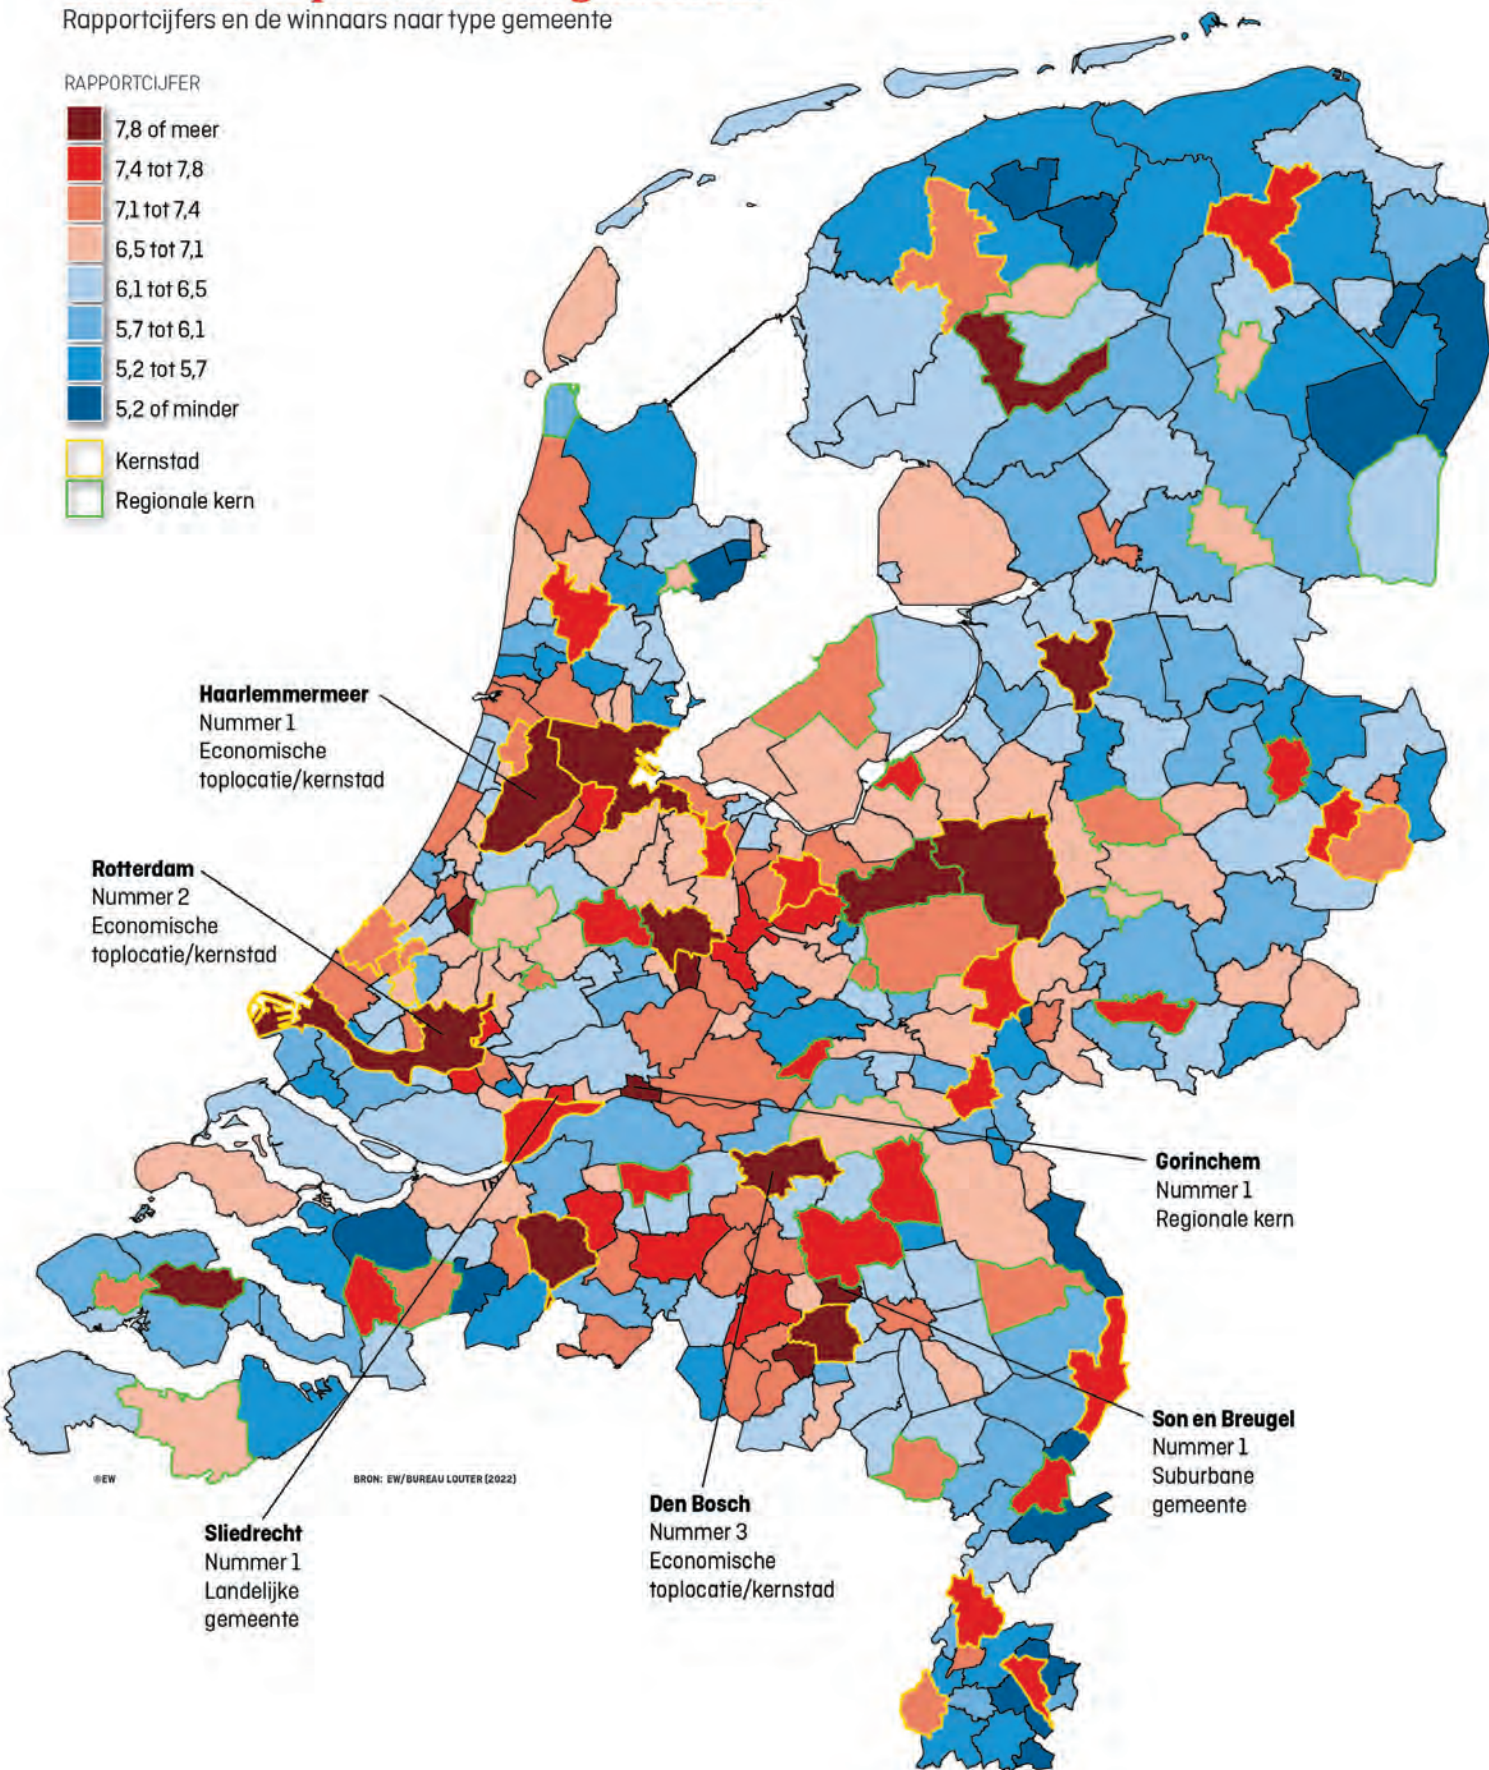 Rapportcijfers en de winnaars naar type gemeente
RAPPORTCIJFER
7,8 of meer
7,4 tot 7,8
7,1 tot 7,4
6,5 tot 7,1
6,1 tot 6,5
5,7 tot 6,1
5,2 tot 5,7
5,2 of minder
Kernstad
Regionale kern
Haarlemmermeer
Nummer 1
Economische
toplocatie/kernstad
Rotterdam
Nummer 2
Economische
toplocatie/kernstad
Gorinchem
Nummer 1
Regionale kern
Son en Breugel
Nummer 1
Suburbane
gemeente
©EW
BRON: EW/BUREAU LOUTER (2022)
Den Bosch
Nummer 3
Economische
toplocatie/kernstad
Sliedrecht
Nummer 1
Landelijke
gemeente